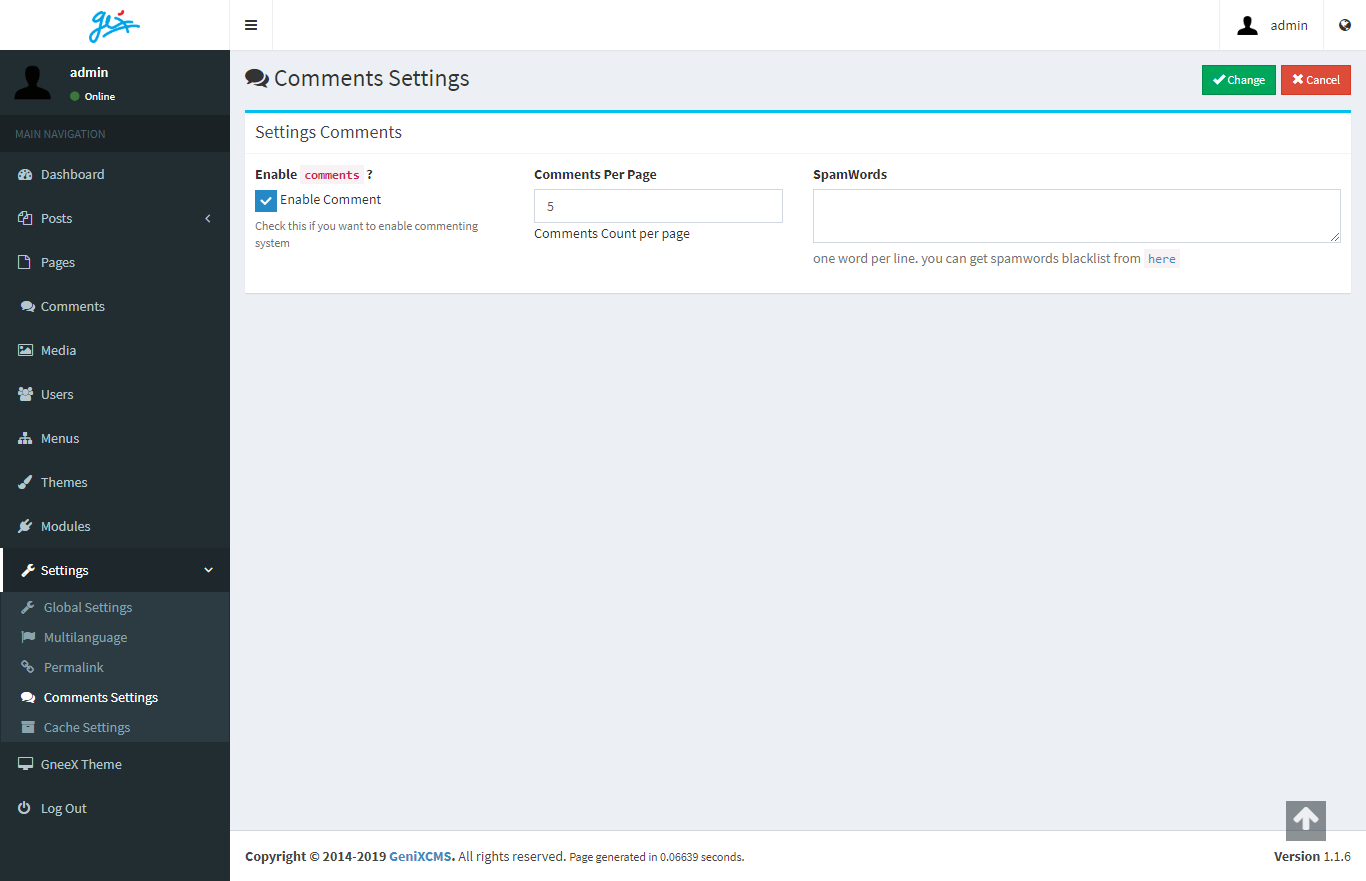 gix
admin
admin
Online
MAIN NAVIGATION
Dashboard
Posts
Pages
Comments
Media
Users
Menus
Themes
Modules
Settings
Global Settings
Multilanguage
Permalink
Comments Settings
Cache Settings
GneeX Theme
Log Out
Comments Settings
Change
Cancel
Settings Comments
Enable comments ?
Enable Comment
Check this if you want to enable commenting
system
Comments Per Page
5
Comments Count per page
SpamWords
one word per line. you can get spamwords blacklist from here
Copyright © 2014-2019 GeniXCMS. All rights reserved. Page generated in 0.06639 seconds.
Version 1.1.6